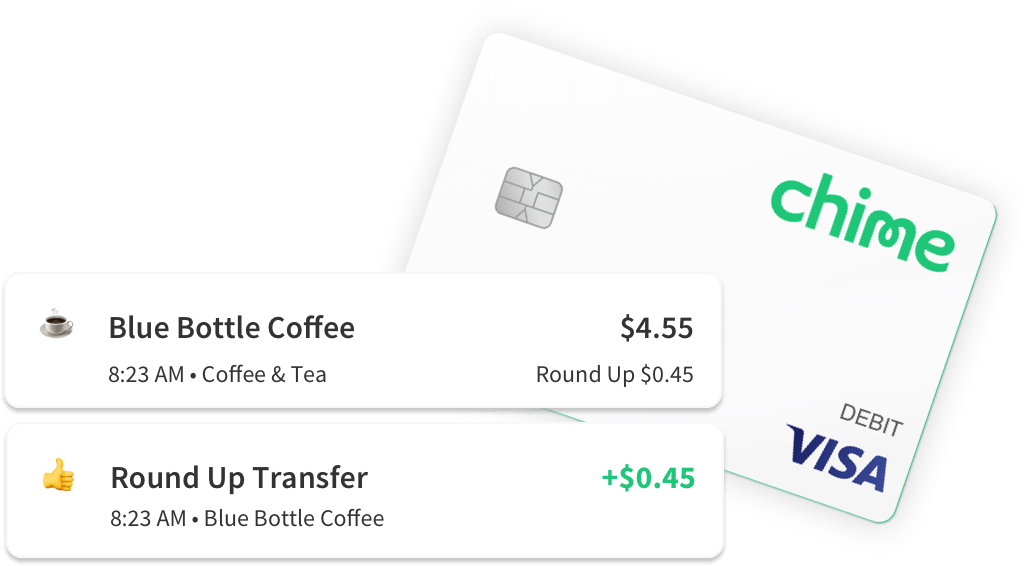 chime
DEBIT
VISA
Blue Bottle Coffee $4.55
8:23 AM • Coffee & Tea Round Up $0.45
Round Up Transfer +$0.45
8:23 AM • Blue Bottle Coffee